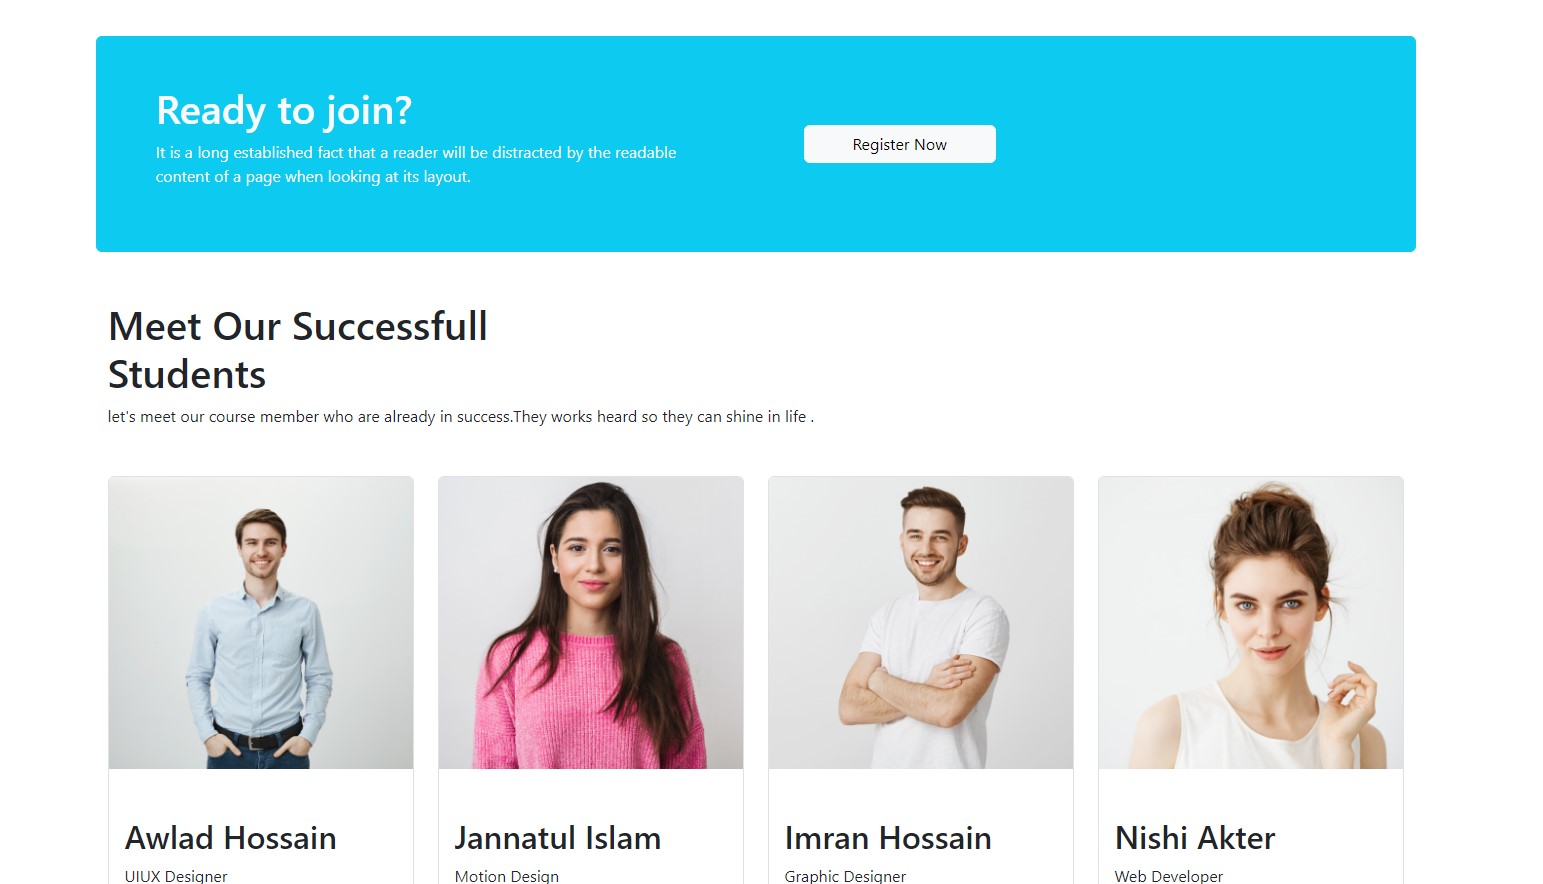 Ready to join?
It is a long established fact that a reader will be distracted by the readable
content of a page when looking at its layout.
Register Now
Meet Our Successfull
Students
let's meet our course member who are already in success.They works heard so they can shine in life .
Awlad Hossain
UIUX Designer
Jannatul Islam
Motion Design
Imran Hossain
Graphic Designer
Nishi Akter
Web Developer